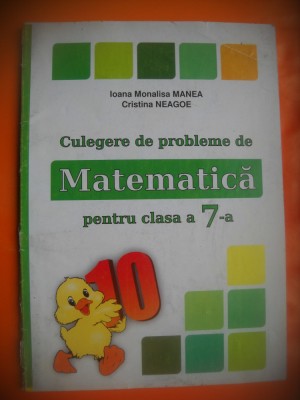 Ioana Monalisa MANEA
Cristina NEAGOE
Culegere de probleme de
Matematică
pentru clasa a 7-a
10